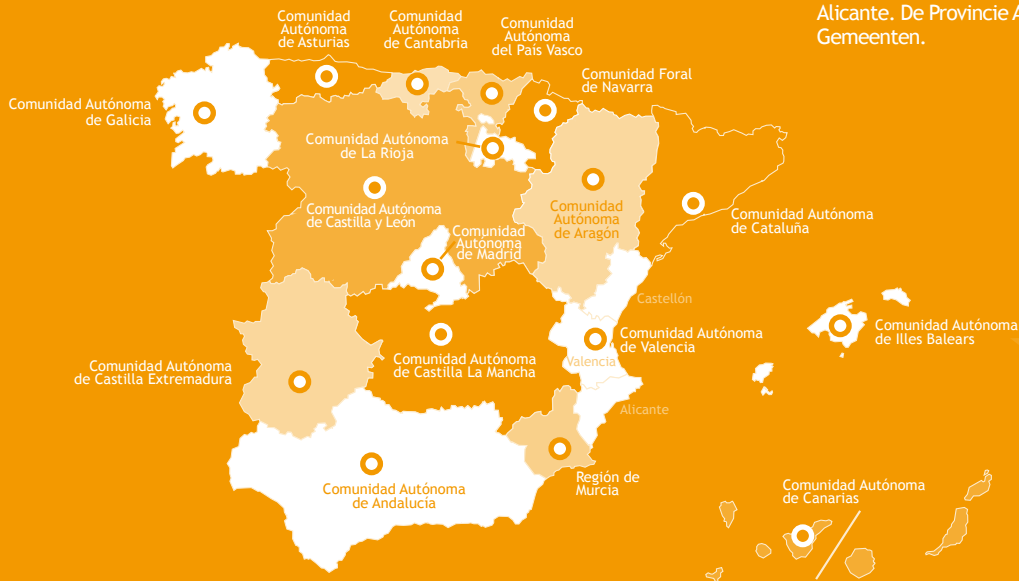 Alicante. De Provincie A
Gemeenten.
Comunidad
Autónoma
de Asturias
Comunidad
Autónoma
de Cantabria
Comunidad
Autónoma
del País Vasco
Comunidad Foral
de Navarra
Comunidad Autónoma
de Galicia
Comunidad Autónoma
de La Rioja
Comunidad Autónoma
de Castilla y León
Comunidad
Autónoma
de Aragón
Comunidad Autónoma
de Cataluña
Comunidad
Autónoma
de Madrid
Castellón
Comunidad Autónoma
de Illes Balears
Comunidad Autónoma
de Valencia
Valencia
Comunidad Autónoma
de Castilla La Mancha
Comunidad Autónoma
de Castilla Extremadura
Alicante
Región de
Murcia
Comunidad Autónoma
de Andalucía
Comunidad Autónoma
de Canarias